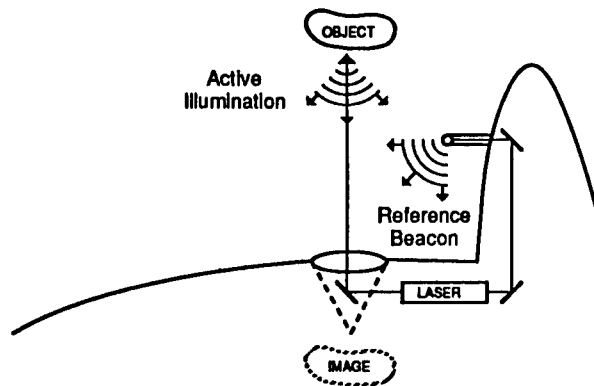 OBJECT
Active
Illumination
Reference
Beacon
LASER
IMAGE